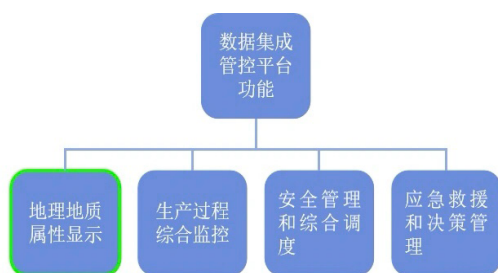 数据集成
管控平台
功能
地理地质
属性显示
生产过程
综合监控
安全管理
和综合调
度
应急救援
和决策管
理